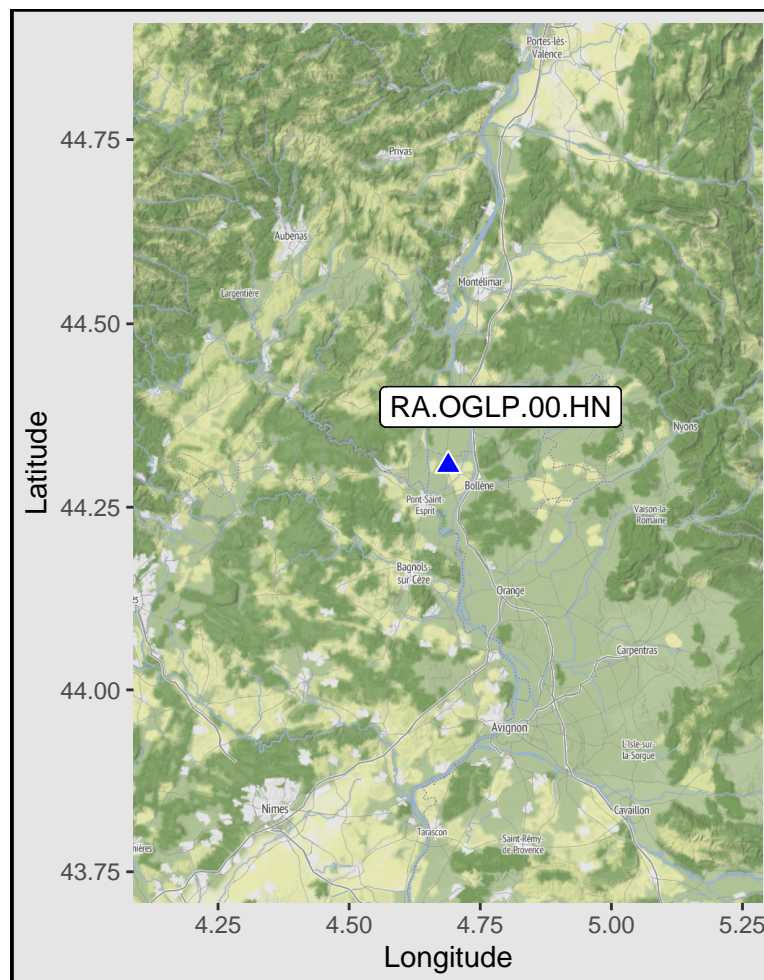 Portes-lès-
Valence
44.75
Privas
Aubenas
Largentière
Montélimar
44.50
RA.OGLP.00.HN
Nyons
Latitude
Bollène
44.25
Pont-Saint-
Esprit
Vaison-la-
Romaine
Bagnols
-sur-Cèze
Orange
Carpentras
44.00
Avignon
L'Isle-sur-
la-Sorgue
Nîmes
Cavaillon
Tarascon
Saint-Rémy
-de-Provence
43.75
4.25
4.50
4.75
5.00
5.25
Longitude